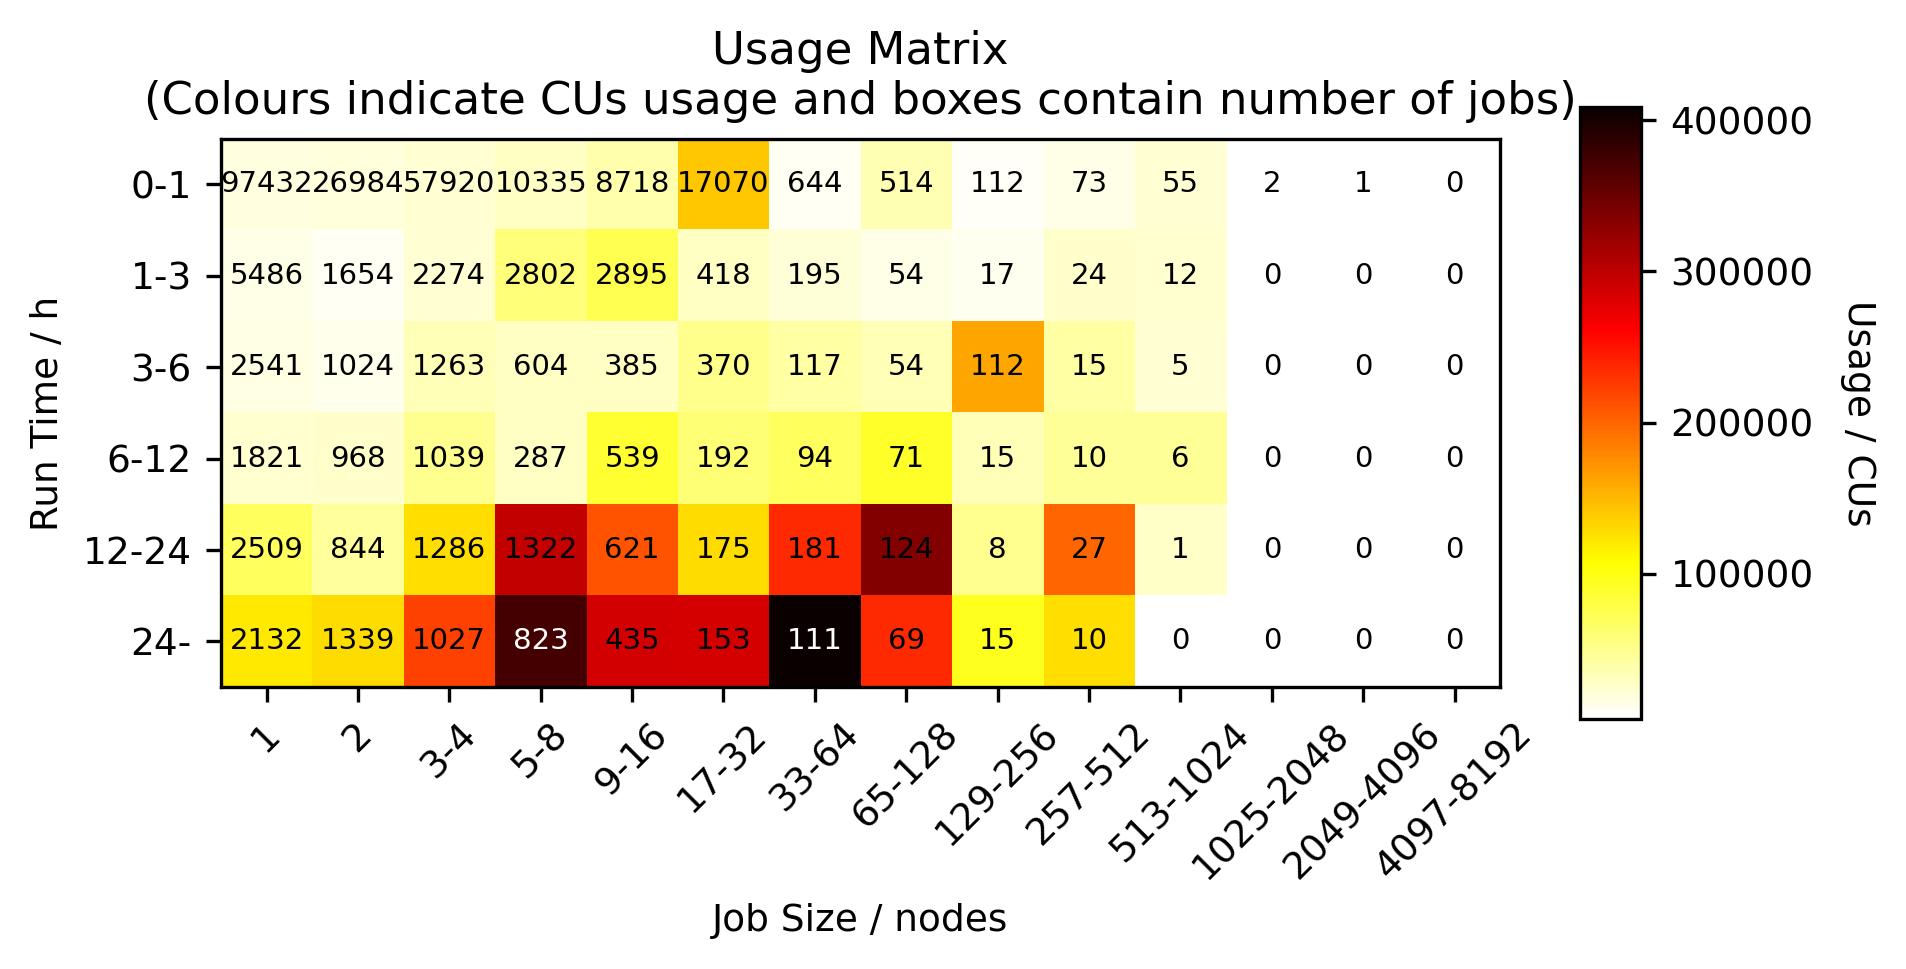 Usage Matrix
(Colours indicate CUs usage and boxes contain number of jobs)
0-1 97432 26984 57920 10335 8718 17070 644 514 112 73 55 2 1 0
1-3 5486 1654 2274 2802 2895 418 195 54 17 24 12 0 0 0
3-6 2541 1024 1263 604 385 370 117 54 112 15 5 0 0 0
6-12 1821 968 1039 287 539 192 94 71 15 10 6 0 0 0
12-24 2509 844 1286 1322 621 175 181 124 8 27 1 0 0 0
24- 2132 1339 1027 823 435 153 111 69 15 10 0 0 0 0
Run Time / h
1 2 3-4 5-8 9-16 17-32 33-64 65-128 129-256 257-512 513-1024 1025-2048 2049-4096 4097-8192
Job Size / nodes
400000
300000
200000
100000
Usage / CUs